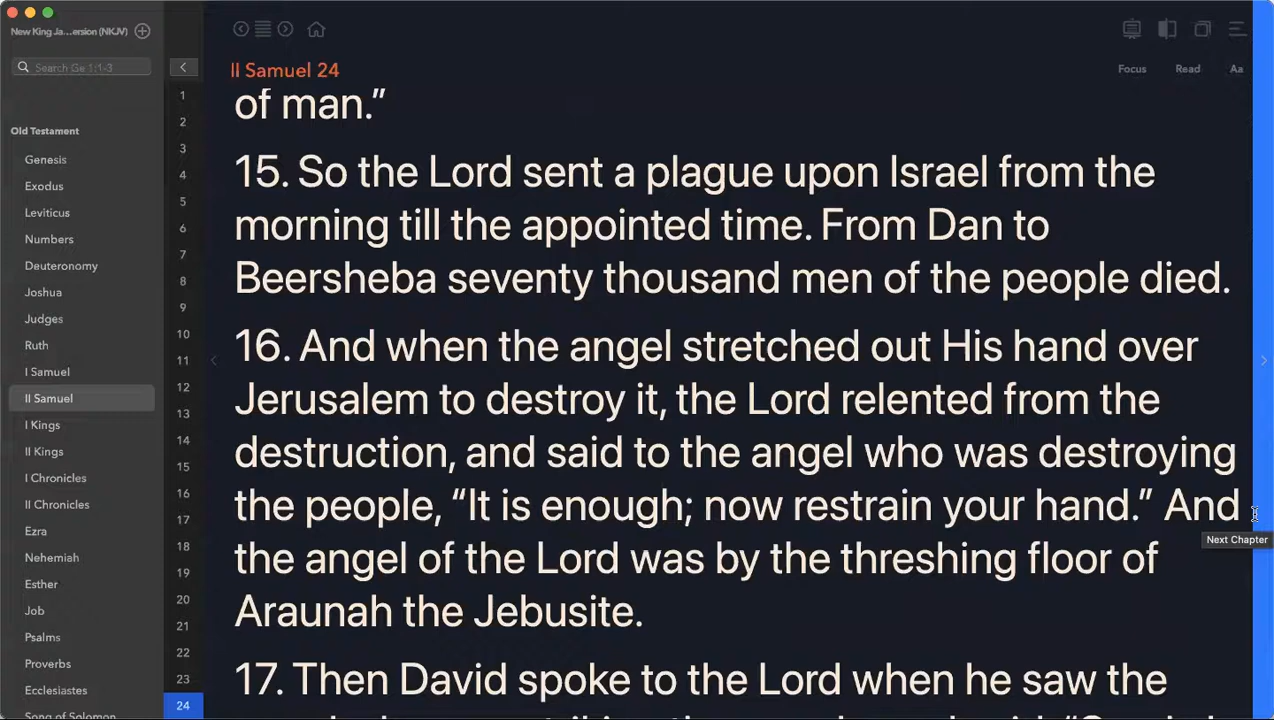 New King Ja...ersion (NKJV)
Search Ge 1:1-3
Old Testament
Genesis
Exodus
Leviticus
Numbers
Deuteronomy
Joshua
Judges
Ruth
I Samuel
II Samuel
I Kings
II Kings
I Chronicles
II Chronicles
Ezra
Nehemiah
Esther
Job
Psalms
Proverbs
Ecclesiastes
Song of Solomon
1
2
3
4
5
6
7
8
9
10
11
12
13
14
15
16
17
18
19
20
21
22
23
24
II Samuel 24
Focus
Read
Aa
of man.”
15. So the Lord sent a plague upon Israel from the
morning till the appointed time. From Dan to
Beersheba seventy thousand men of the people died.
16. And when the angel stretched out His hand over
Jerusalem to destroy it, the Lord relented from the
destruction, and said to the angel who was destroying
the people, “It is enough; now restrain your hand.” And
the angel of the Lord was by the threshing floor of
Araunah the Jebusite.
17. Then David spoke to the Lord when he saw the
Next Chapter